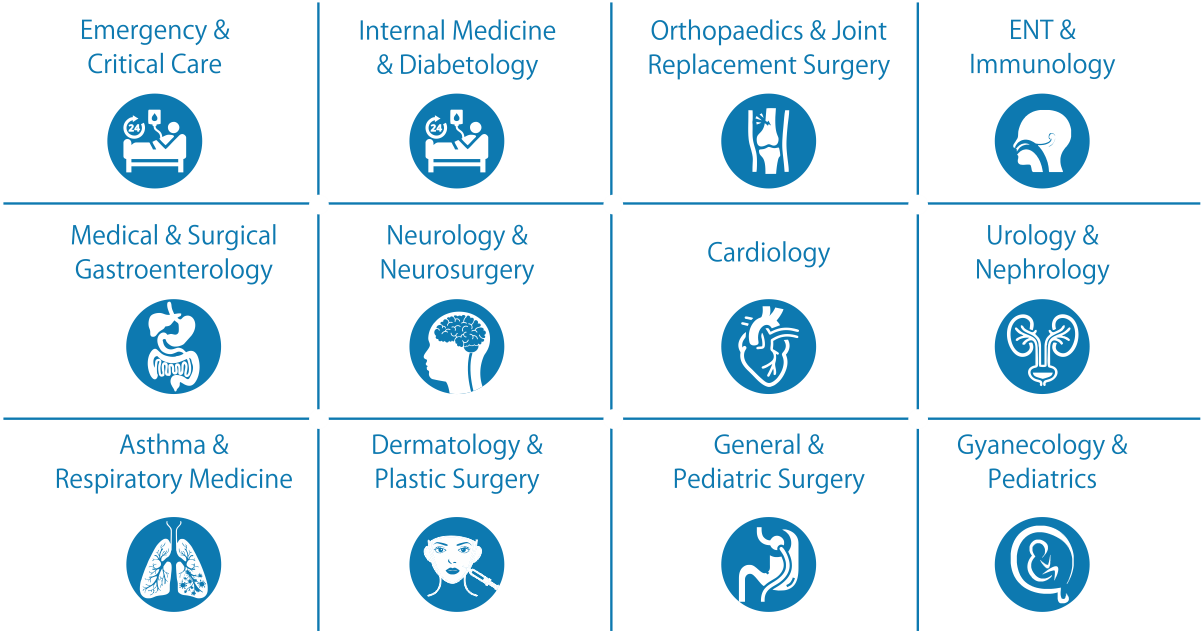 Emergency &
Critical Care
24
Internal Medicine
& Diabetology
24
Orthopaedics & Joint
Replacement Surgery
ENT &
Immunology
Medical & Surgical
Gastroenterology
Neurology &
Neurosurgery
Cardiology
Urology &
Nephrology
Asthma &
Respiratory Medicine
Dermatology &
Plastic Surgery
General &
Pediatric Surgery
Gyanecology &
Pediatrics